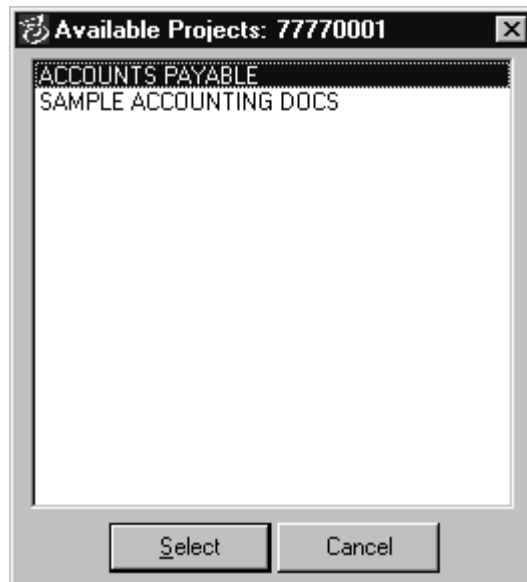 Available Projects: 77770001
ACCOUNTS PAYABLE
SAMPLE ACCOUNTING DOCS
Select
Cancel